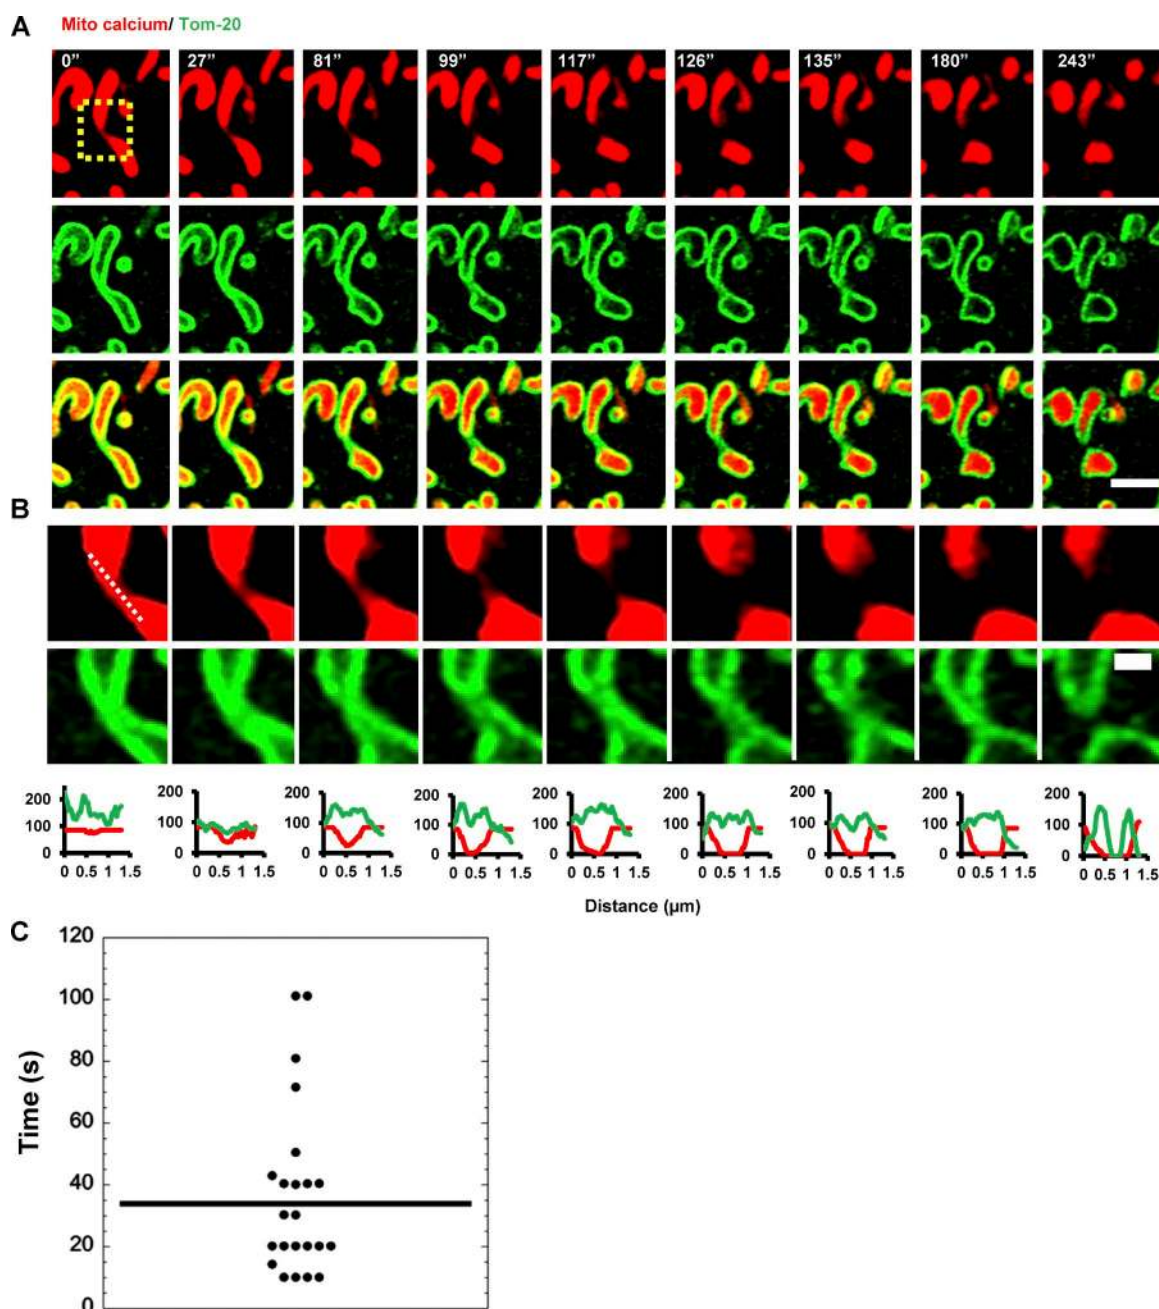 Mito calcium/ Tom-20
A
0” 27” 81” 99” 117” 126” 135” 180” 243”
B
200 200 200 200 200 200 200 200 200
100 100 100 100 100 100 100 100 100
0 0 0 0 0 0 0 0 0
0 0.5 1 1.5 0 0.5 1 1.5 0 0.5 1 1.5 0 0.5 1 1.5 0 0.5 1 1.5 0 0.5 1 1.5 0 0.5 1 1.5 0 0.5 1 1.5 0 0.5 1 1.5
Distance (µm)
C
120
100
80
60
40
20
0
Time (s)